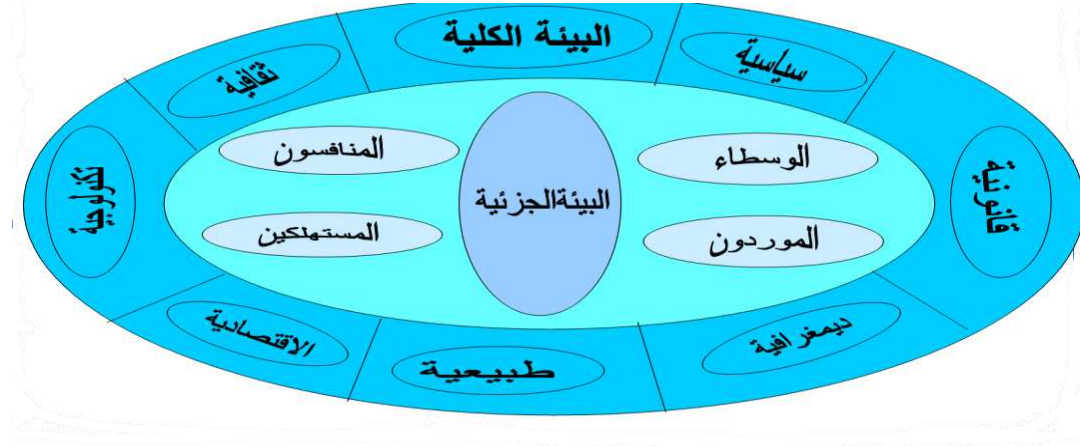 البيئة الكلية
سياسية
ثقافية
قانونية
تكنولوجية
الوسطاء
المنافسون
البيئةالجزئية
الموردون
المستهلكين
ديمغرافية
طبيعية
الاقتصادية